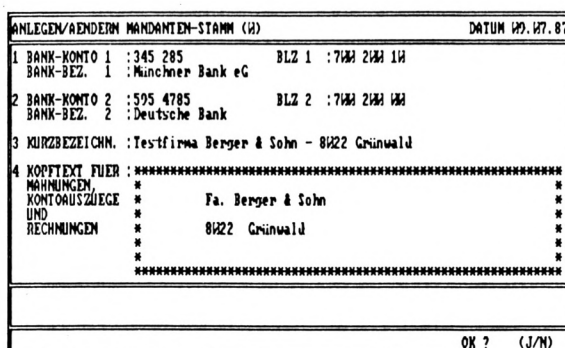 ANLEGEN/AENDERN MANDANTEN-STAMM (0) DATUM 09.07.87
1 BANK-KONTO 1 :345 285 BLZ 1 :700 200 10
BANK-BEZ. 1 :Münchner Bank eG
2 BANK-KONTO 2 :595 4785 BLZ 2 :700 200 00
BANK-BEZ. 2 :Deutsche Bank
3 KURZBEZEICHN. :Testfirma Berger & Sohn - 8022 Grünwald
4 KOPFTEXT FUER :
MAHNUNGEN,
KONTOAUSZUEGE Fa. Berger & Sohn
UND
RECHNUNGEN 8022 Grünwald
OK ? (J/N)